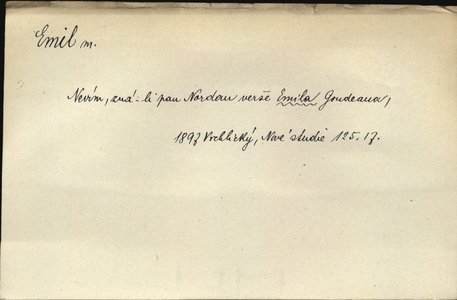 Emil m.
Nevím, zná-li pan Nordau verše Emila Goudeaua,
1897 Vrchlický, Nové studie 125.17.